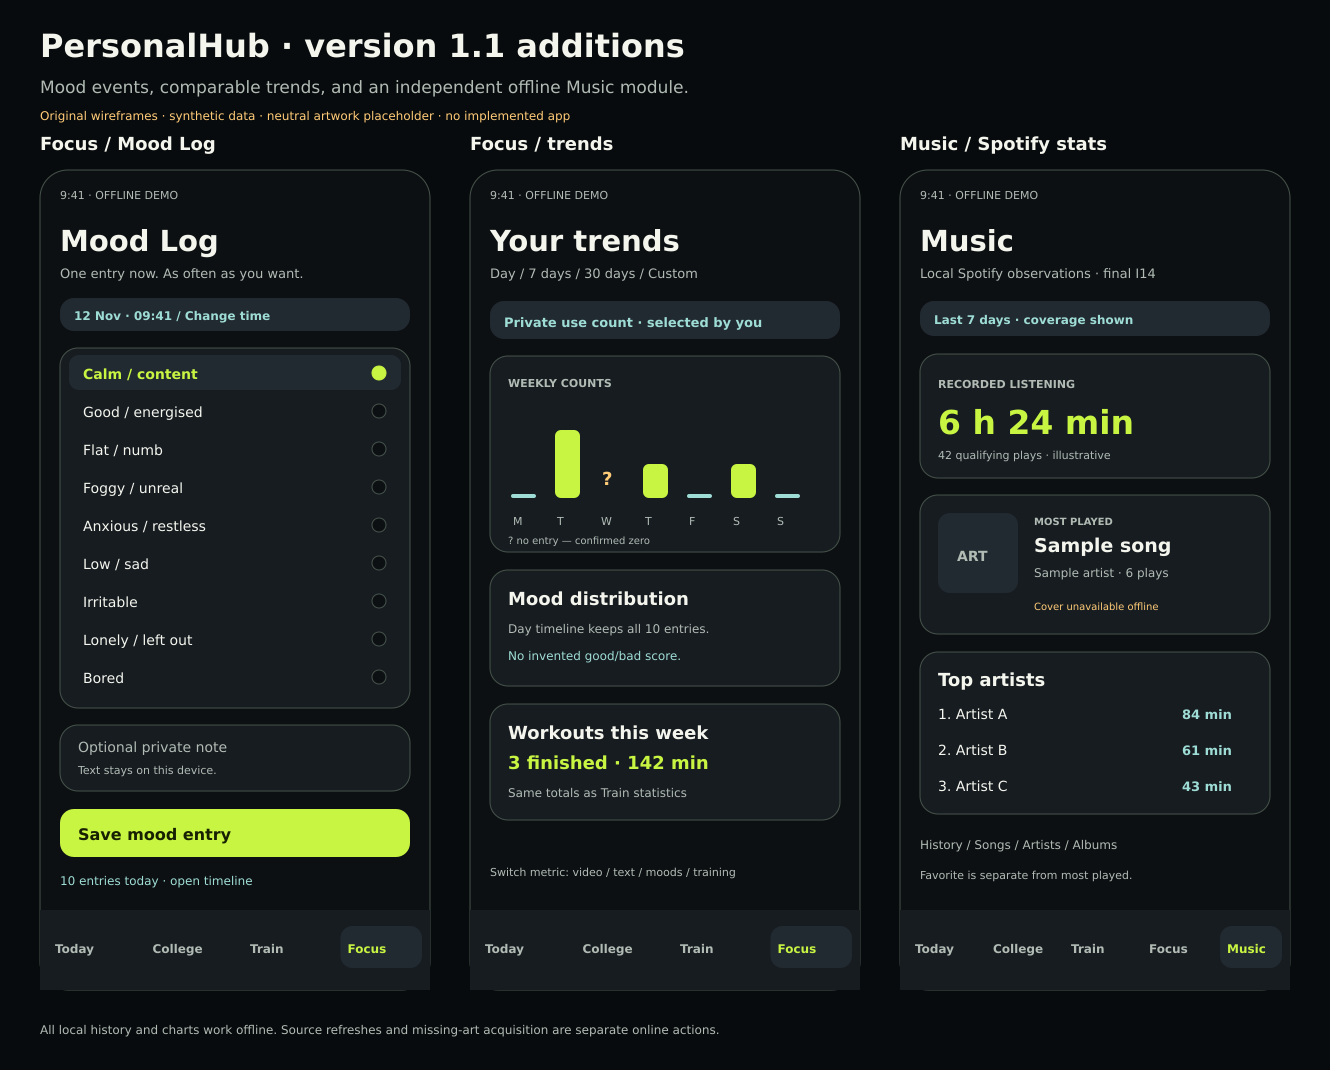 PersonalHub · version 1.1 additions
Mood events, comparable trends, and an independent offline Music module.
Original wireframes · synthetic data · neutral artwork placeholder · no implemented app
Focus / Mood Log
9:41 · OFFLINE DEMO
Mood Log
One entry now. As often as you want.
12 Nov · 09:41 / Change time
Calm / content
Good / energised
Flat / numb
Foggy / unreal
Anxious / restless
Low / sad
Irritable
Lonely / left out
Bored
Optional private note
Text stays on this device.
Save mood entry
10 entries today · open timeline
Today College Train Focus
Focus / trends
9:41 · OFFLINE DEMO
Your trends
Day / 7 days / 30 days / Custom
Private use count · selected by you
WEEKLY COUNTS
?
M T W T F S S
? no entry — confirmed zero
Mood distribution
Day timeline keeps all 10 entries.
No invented good/bad score.
Workouts this week
3 finished · 142 min
Same totals as Train statistics
Switch metric: video / text / moods / training
Today College Train Focus
Music / Spotify stats
9:41 · OFFLINE DEMO
Music
Local Spotify observations · final I14
Last 7 days · coverage shown
RECORDED LISTENING
6 h 24 min
42 qualifying plays · illustrative
ART
MOST PLAYED
Sample song
Sample artist · 6 plays
Cover unavailable offline
Top artists
1. Artist A 84 min
2. Artist B 61 min
3. Artist C 43 min
History / Songs / Artists / Albums
Favorite is separate from most played.
Today College Train Focus Music
All local history and charts work offline. Source refreshes and missing-art acquisition are separate online actions.